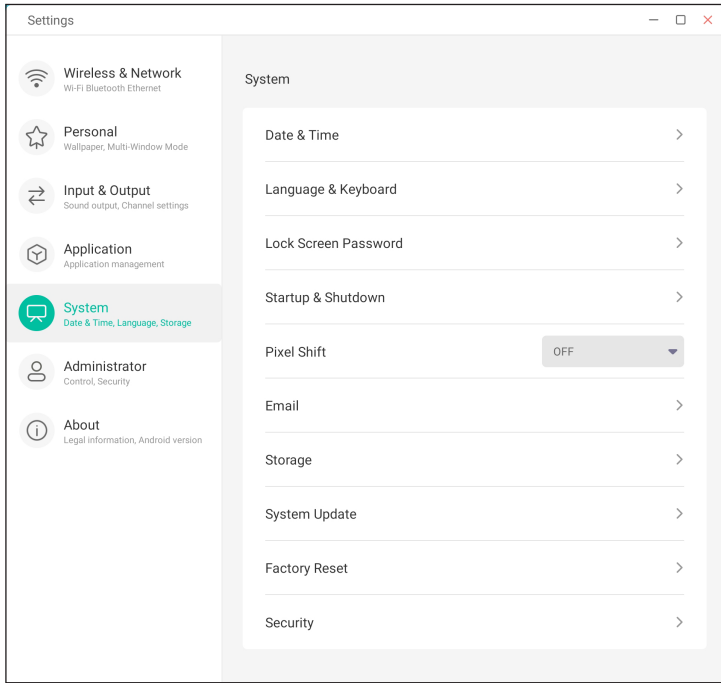 Settings
Wireless & Network
Wi-Fi Bluetooth Ethernet
Personal
Wallpaper, Multi-Window Mode
Input & Output
Sound output, Channel settings
Application
Application management
System
Date & Time, Language, Storage
Administrator
Control, Security
About
Legal information, Android version
System
Date & Time
Language & Keyboard
Lock Screen Password
Startup & Shutdown
Pixel Shift OFF
Email
Storage
System Update
Factory Reset
Security